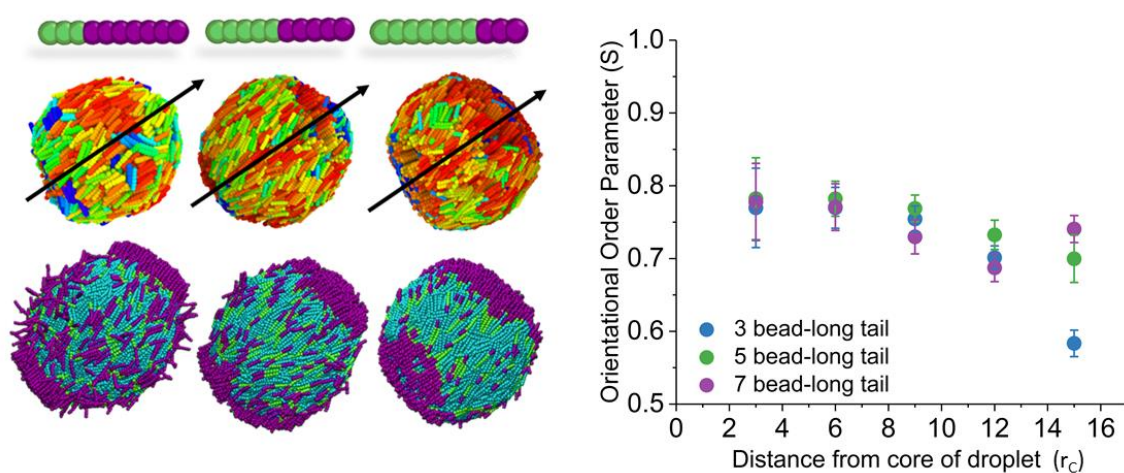 1.0
0.9
0.8
0.7
0.6
0.5
Orientational Order Parameter (S)
3 bead-long tail
5 bead-long tail
7 bead-long tail
0 2 4 6 8 10 12 14 16
Distance from core of droplet (r_C)